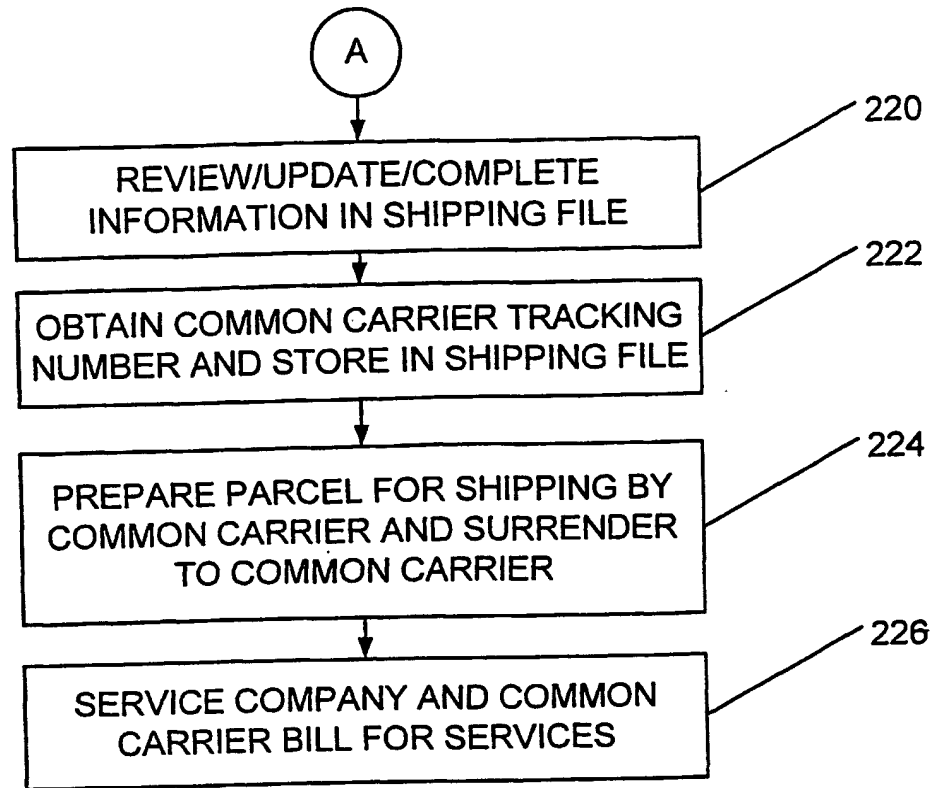 A
220
REVIEW/UPDATE/COMPLETE
INFORMATION IN SHIPPING FILE
222
OBTAIN COMMON CARRIER TRACKING
NUMBER AND STORE IN SHIPPING FILE
224
PREPARE PARCEL FOR SHIPPING BY
COMMON CARRIER AND SURRENDER
TO COMMON CARRIER
226
SERVICE COMPANY AND COMMON
CARRIER BILL FOR SERVICES